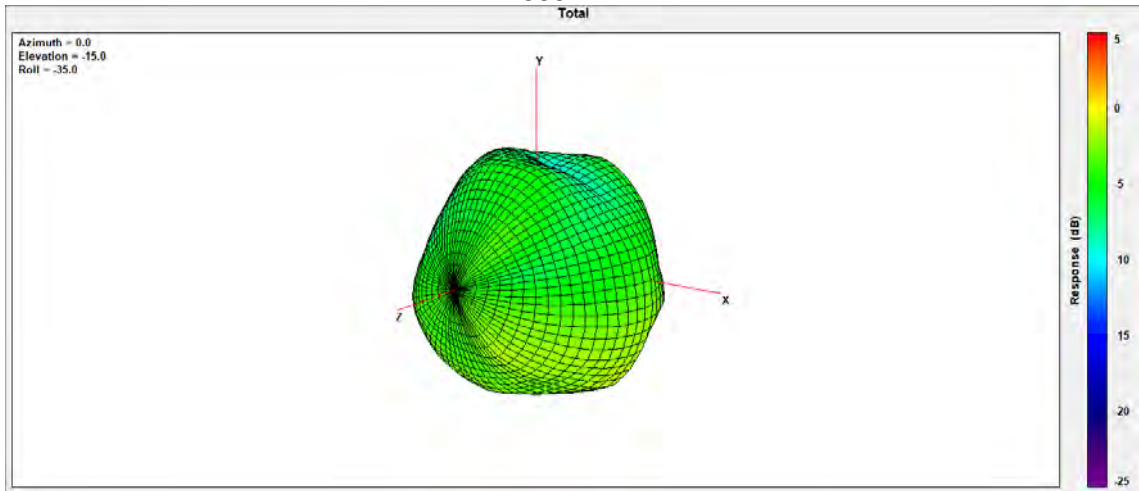 Total
Azimuth = 0.0
Elevation = -15.0
Roll = -35.0
Y
X
Z
5
0
-5
-10
-15
-20
-25
Response (dB)